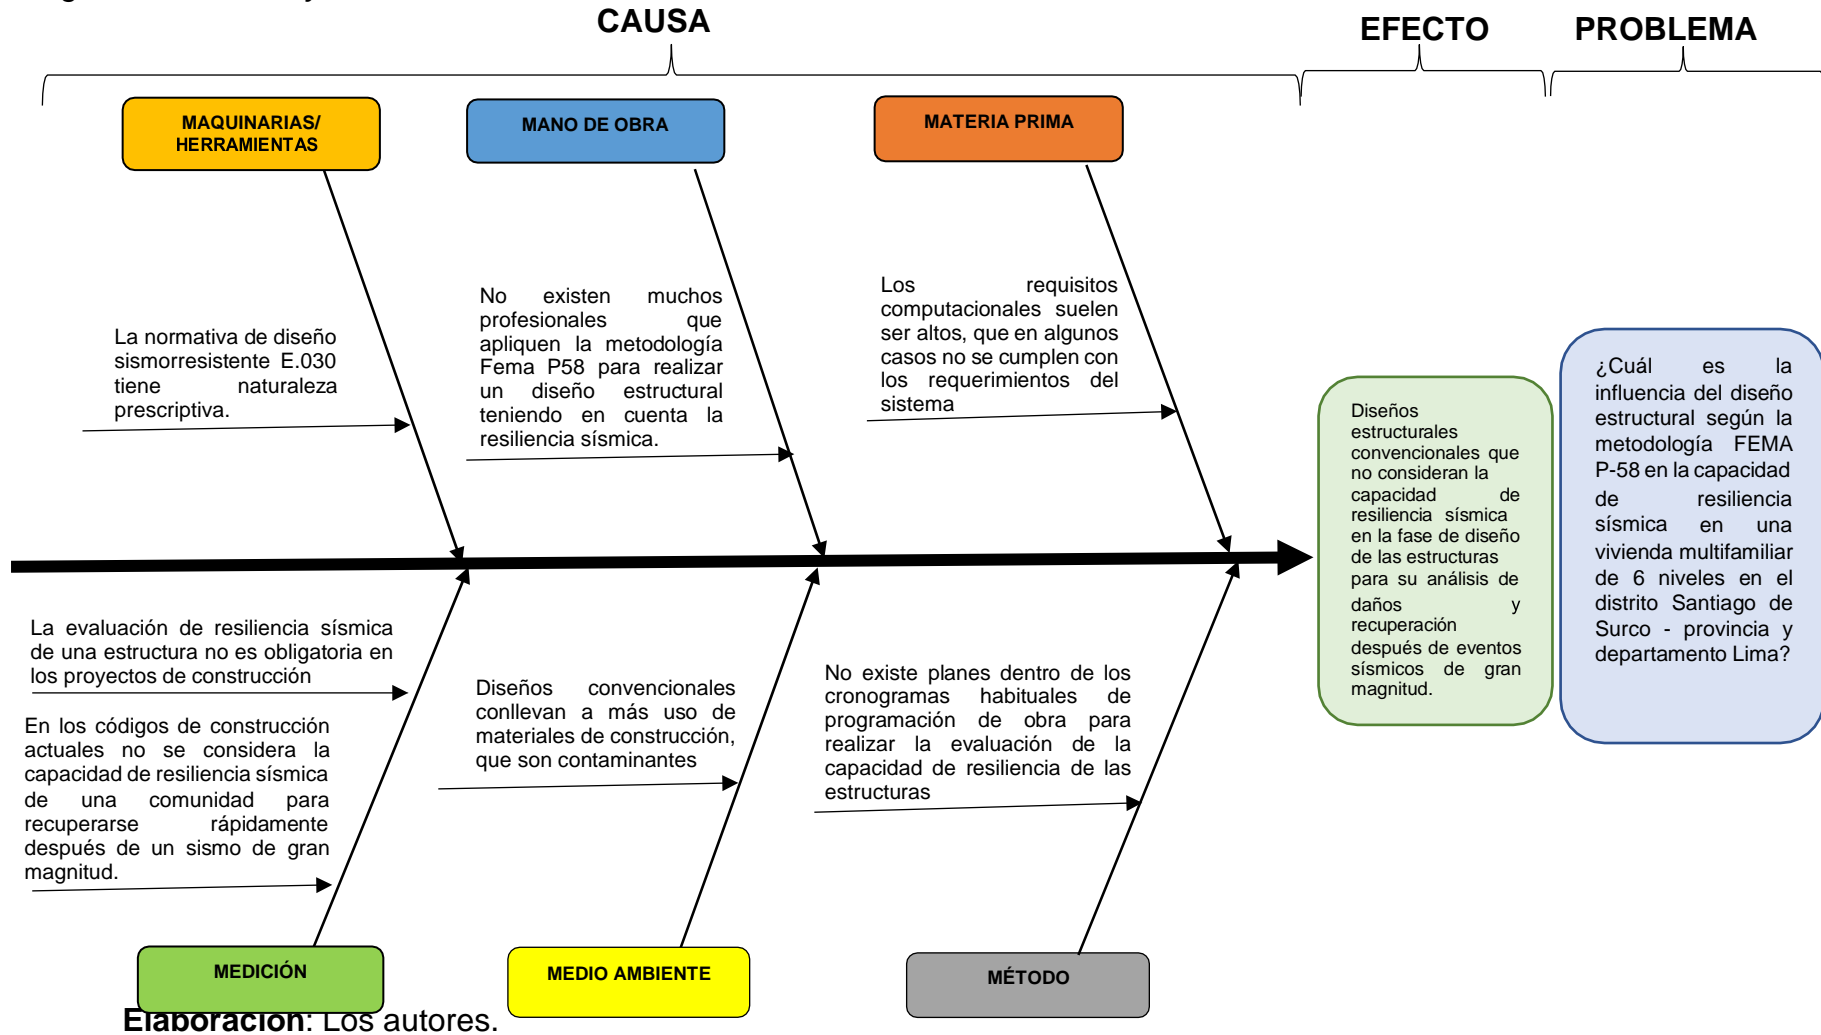 CAUSA
EFECTO
PROBLEMA
MAQUINARIAS/
HERRAMIENTAS
MANO DE OBRA
MATERIA PRIMA
La normativa de diseño
sismorresistente E.030
tiene naturaleza
prescriptiva.
No existen muchos
profesionales que
apliquen la metodología
Fema P58 para realizar
un diseño estructural
teniendo en cuenta la
resiliencia sísmica.
Los requisitos
computacionales suelen
ser altos, que en algunos
casos no se cumplen con
los requerimientos del
sistema
Diseños
estructurales
convencionales que
no consideran la
capacidad de
resiliencia sísmica
en la fase de diseño
de las estructuras
para su análisis de
daños y
recuperación
después de eventos
sísmicos de gran
magnitud.
¿Cuál es la
influencia del diseño
estructural según la
metodología FEMA
P-58 en la capacidad
de resiliencia
sísmica en una
vivienda multifamiliar
de 6 niveles en el
distrito Santiago de
Surco - provincia y
departamento Lima?
La evaluación de resiliencia sísmica
de una estructura no es obligatoria en
los proyectos de construcción
En los códigos de construcción
actuales no se considera la
capacidad de resiliencia sísmica
de una comunidad para
recuperarse rápidamente
después de un sismo de gran
magnitud.
Diseños convencionales
conllevan a más uso de
materiales de construcción,
que son contaminantes
No existe planes dentro de los
cronogramas habituales de
programación de obra para
realizar la evaluación de la
capacidad de resiliencia de las
estructuras
MEDICIÓN
MEDIO AMBIENTE
MÉTODO
Elaboración: Los autores.